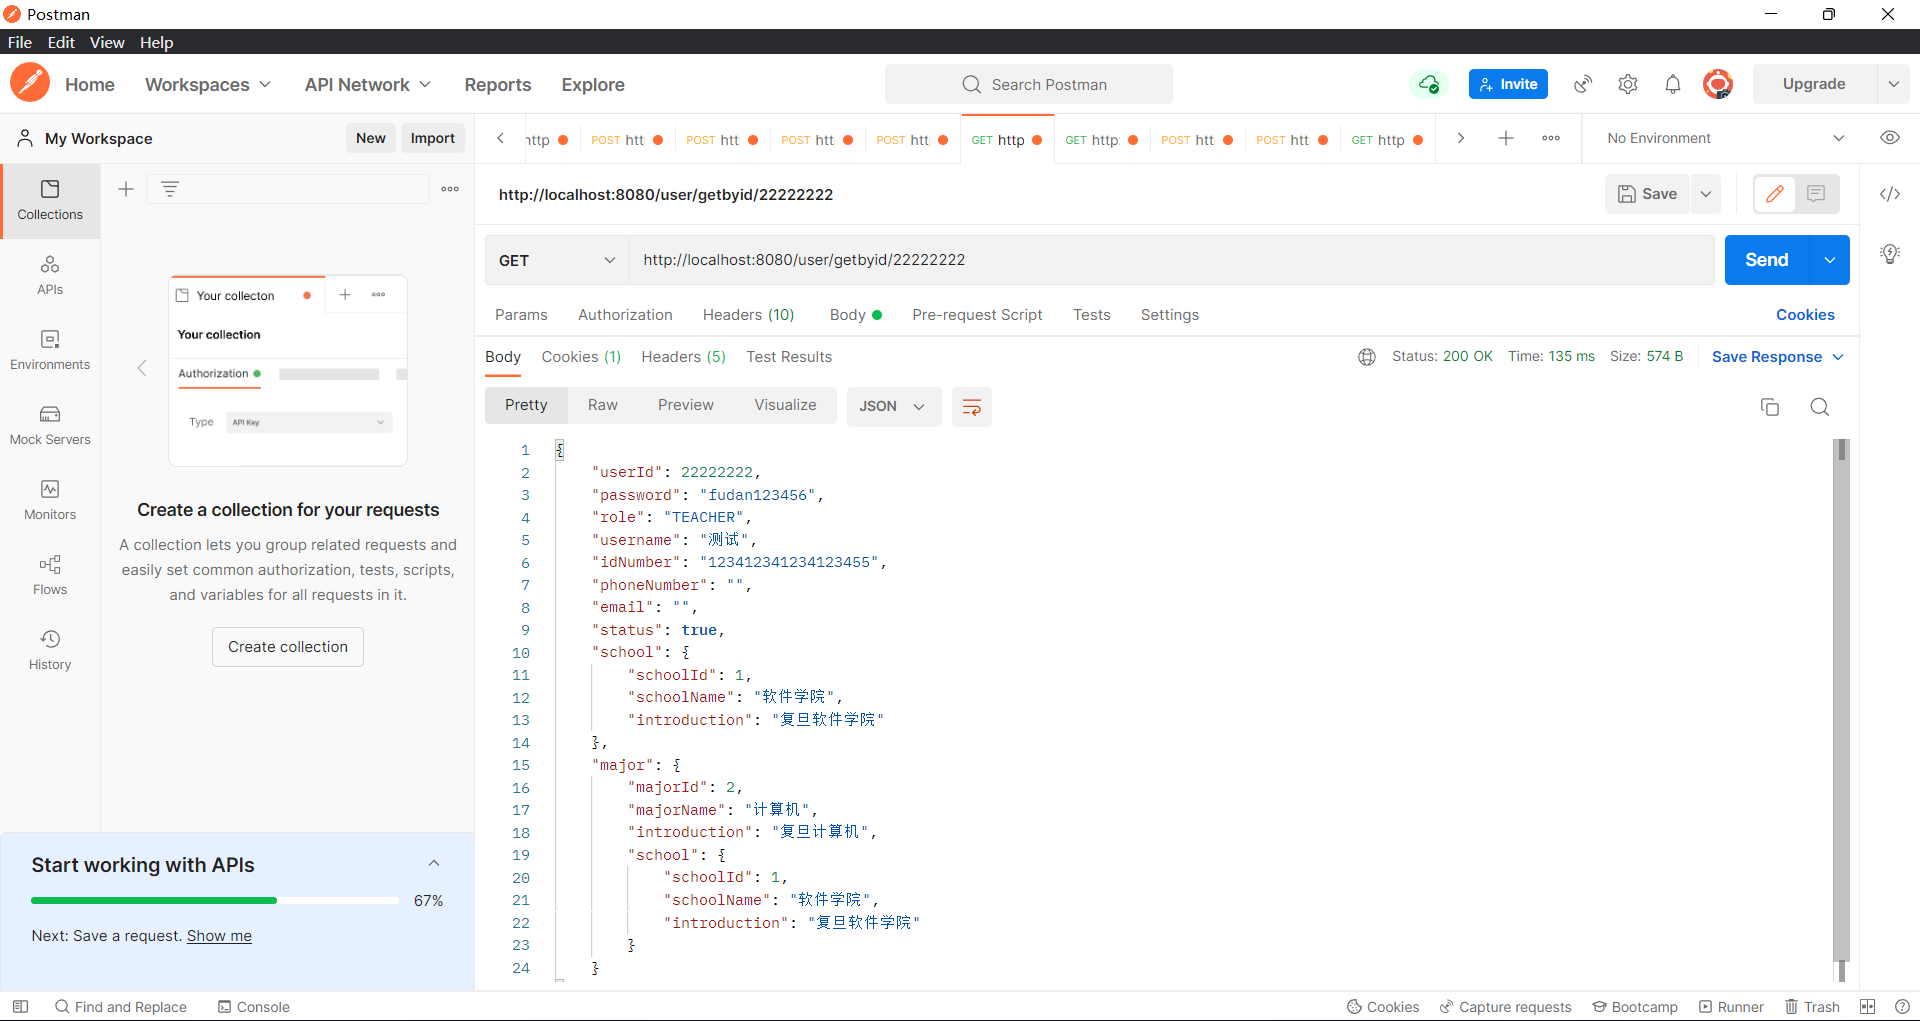 Postman
File Edit View Help
Home Workspaces API Network Reports Explore Search Postman Invite Upgrade
My Workspace New Import
http POST htt POST htt POST htt POST htt GET http GET http: POST htt POST htt GET http No Environment
http://localhost:8080/user/getbyid/22222222 Save
Collections
APIs
Environments
Mock Servers
Monitors
Flows
History
Your collecton
Your collection
Authorization
Type API Key
Create a collection for your requests
A collection lets you group related requests and
easily set common authorization, tests, scripts,
and variables for all requests in it.
Create collection
Start working with APIs
67%
Next: Save a request. Show me
GET http://localhost:8080/user/getbyid/22222222 Send
Params Authorization Headers (10) Body Pre-request Script Tests Settings Cookies
Body Cookies (1) Headers (5) Test Results Status: 200 OK Time: 135 ms Size: 574 B Save Response
Pretty Raw Preview Visualize JSON
1 {
2 "userId": 22222222,
3 "password": "fudan123456",
4 "role": "TEACHER",
5 "username": "测试",
6 "idNumber": "123412341234123455",
7 "phoneNumber": "",
8 "email": "",
9 "status": true,
10 "school": {
11 "schoolId": 1,
12 "schoolName": "软件学院",
13 "introduction": "复旦软件学院"
14 },
15 "major": {
16 "majorId": 2,
17 "majorName": "计算机",
18 "introduction": "复旦计算机",
19 "school": {
20 "schoolId": 1,
21 "schoolName": "软件学院",
22 "introduction": "复旦软件学院"
23 }
24 }
Find and Replace Console Cookies Capture requests Bootcamp Runner Trash